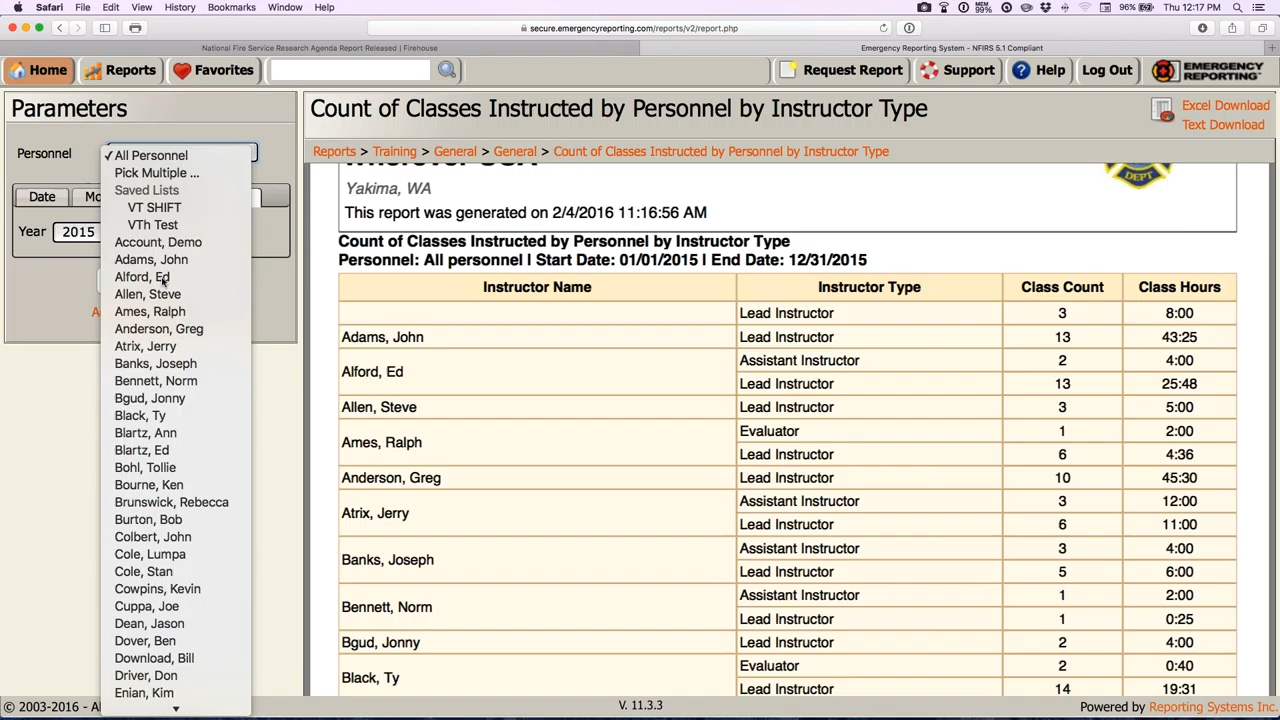 Safari File Edit View History Bookmarks Window Help MEM 99% 96% Thu 12:17 PM
secure.emergencyreporting.com/reports/v2/report.php
National Fire Service Research Agenda Report Released | Firehouse
Emergency Reporting System - NFIRS 5.1 Compliant
Home Reports Favorites Request Report Support Help Log Out EMERGENCY REPORTING
Parameters
Personnel
✓ All Personnel
Pick Multiple ...
Saved Lists
VT SHIFT
VTh Test
Account, Demo
Adams, John
Alford, Ed
Allen, Steve
Ames, Ralph
Anderson, Greg
Atrix, Jerry
Banks, Joseph
Bennett, Norm
Bgud, Jonny
Black, Ty
Blartz, Ann
Blartz, Ed
Bohl, Tollie
Bourne, Ken
Brunswick, Rebecca
Burton, Bob
Colbert, John
Cole, Lumpa
Cole, Stan
Cowpins, Kevin
Cuppa, Joe
Dean, Jason
Dover, Ben
Download, Bill
Driver, Don
Enian, Kim
Date Mo
Year 2015
Count of Classes Instructed by Personnel by Instructor Type
Excel Download
Text Download
Reports > Training > General > General > Count of Classes Instructed by Personnel by Instructor Type
DEPT
Yakima, WA
This report was generated on 2/4/2016 11:16:56 AM
Count of Classes Instructed by Personnel by Instructor Type
Personnel: All personnel | Start Date: 01/01/2015 | End Date: 12/31/2015
Instructor Name Instructor Type Class Count Class Hours
Lead Instructor 3 8:00
Adams, John Lead Instructor 13 43:25
Alford, Ed Assistant Instructor 2 4:00
Lead Instructor 13 25:48
Allen, Steve Lead Instructor 3 5:00
Ames, Ralph Evaluator 1 2:00
Lead Instructor 6 4:36
Anderson, Greg Lead Instructor 10 45:30
Atrix, Jerry Assistant Instructor 3 12:00
Lead Instructor 6 11:00
Banks, Joseph Assistant Instructor 3 4:00
Lead Instructor 5 6:00
Bennett, Norm Assistant Instructor 1 2:00
Lead Instructor 1 0:25
Bgud, Jonny Lead Instructor 2 4:00
Black, Ty Evaluator 2 0:40
Lead Instructor 14 19:31
© 2003-2016 - Al V. 11.3.3 Powered by Reporting Systems Inc.